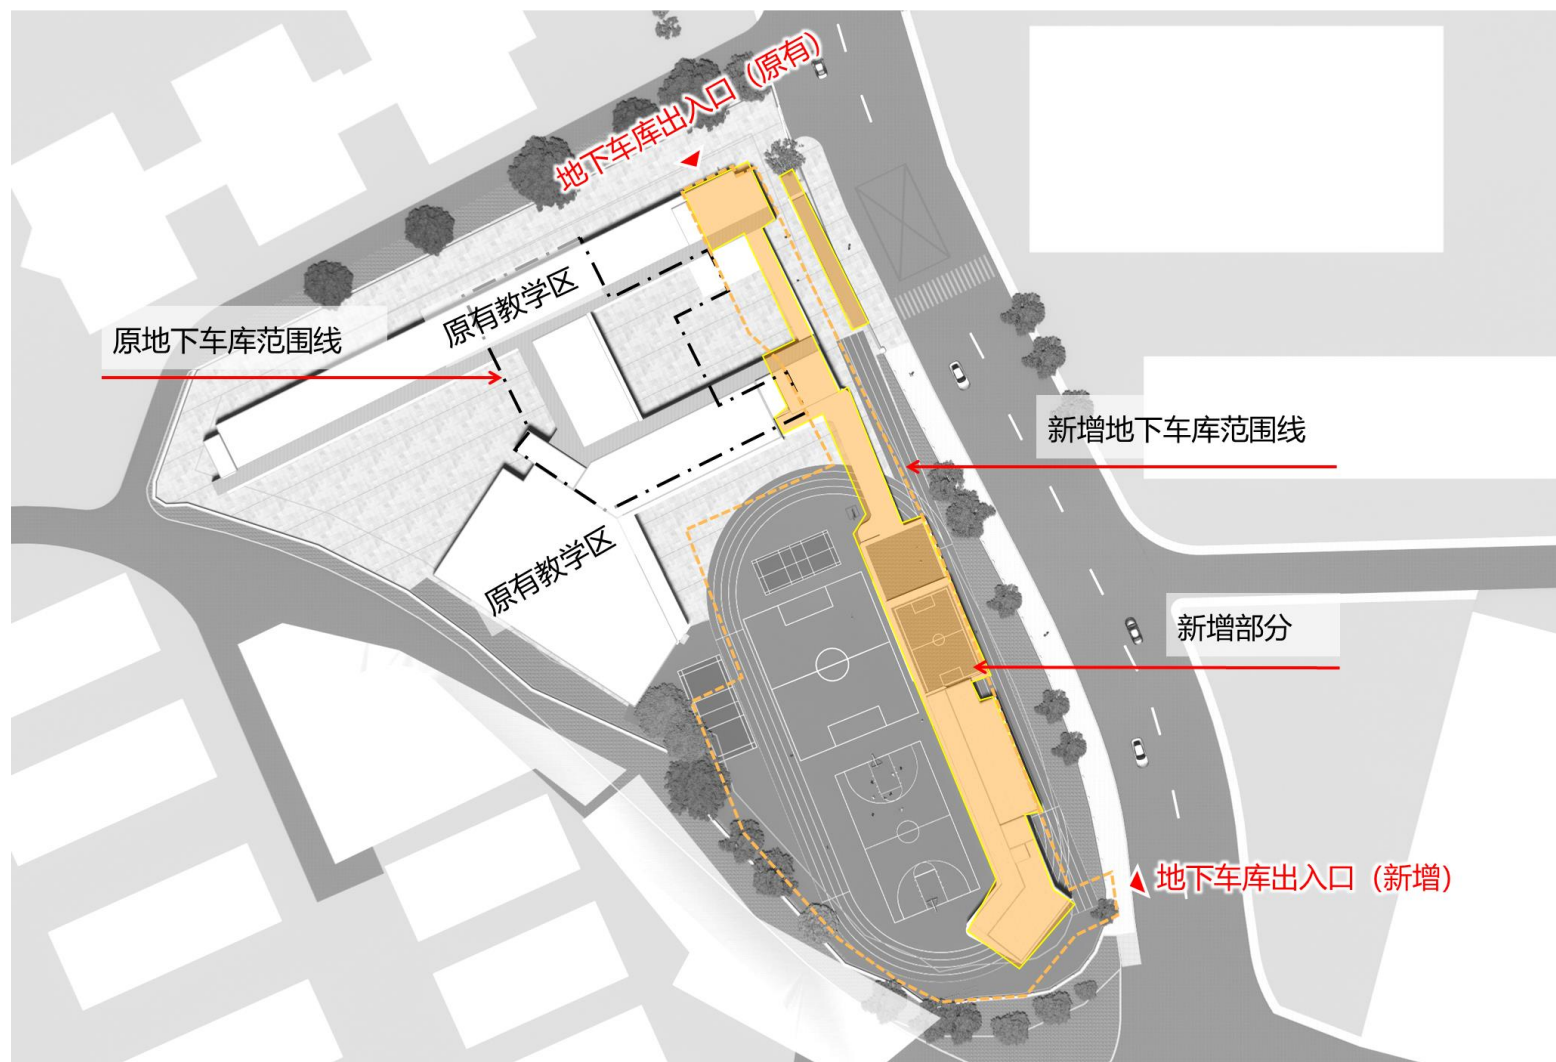 地下车库出入口（原有）
原有教学区
原地下车库范围线
新增地下车库范围线
原有教学区
新增部分
地下车库出入口（新增）